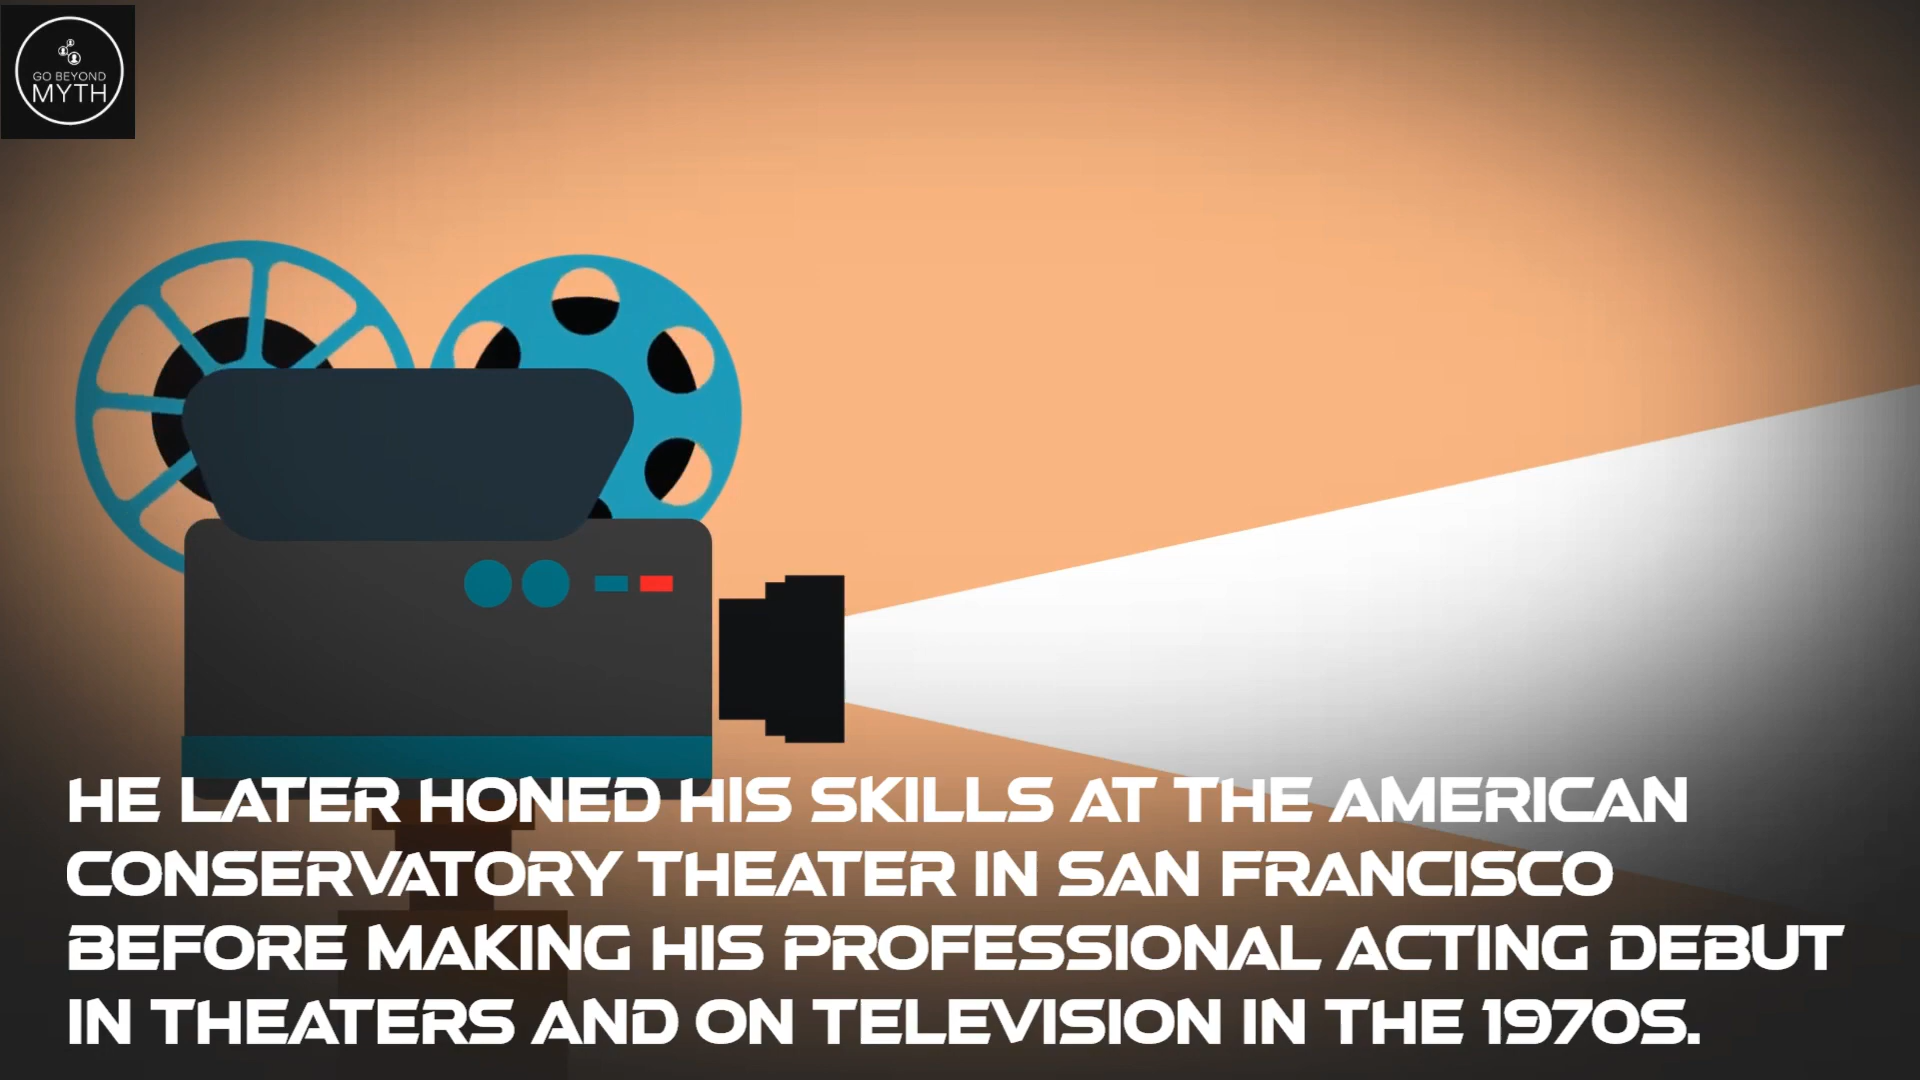 GO BEYOND
MYTH
HE LATER HONED HIS SKILLS AT THE AMERICAN
CONSERVATORY THEATER IN SAN FRANCISCO
BEFORE MAKING HIS PROFESSIONAL ACTING DEBUT
IN THEATERS AND ON TELEVISION IN THE 1970S.